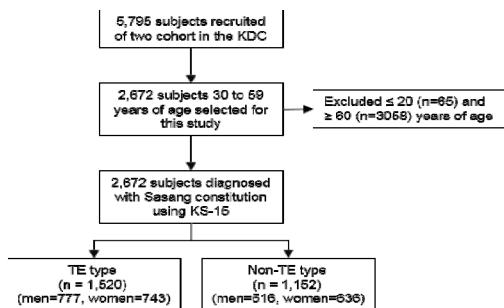 5,795 subjects recruited
of two cohort in the KDC
2,672 subjects 30 to 59
years of age selected for
this study
Excluded ≤ 20 (n=65) and
≥ 60 (n=3058) years of age
2,672 subjects diagnosed
with Sasang constitution
using KS-15
TE type
(n = 1,520)
(men=777, women=743)
Non-TE type
(n = 1,152)
(men=516, women=636)